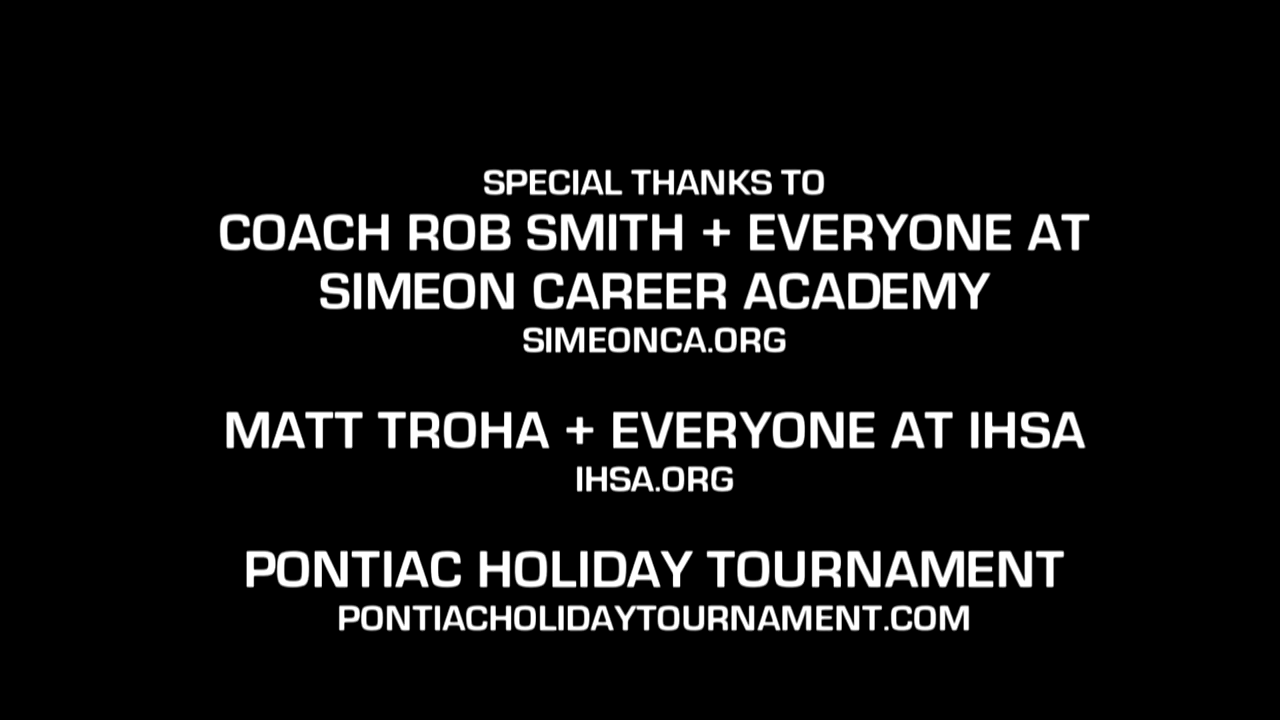 SPECIAL THANKS TO
COACH ROB SMITH + EVERYONE AT
SIMEON CAREER ACADEMY
SIMEONCA.ORG
MATT TROHA + EVERYONE AT IHSA
IHSA.ORG
PONTIAC HOLIDAY TOURNAMENT
PONTIACHOLIDAYTOURNAMENT.COM